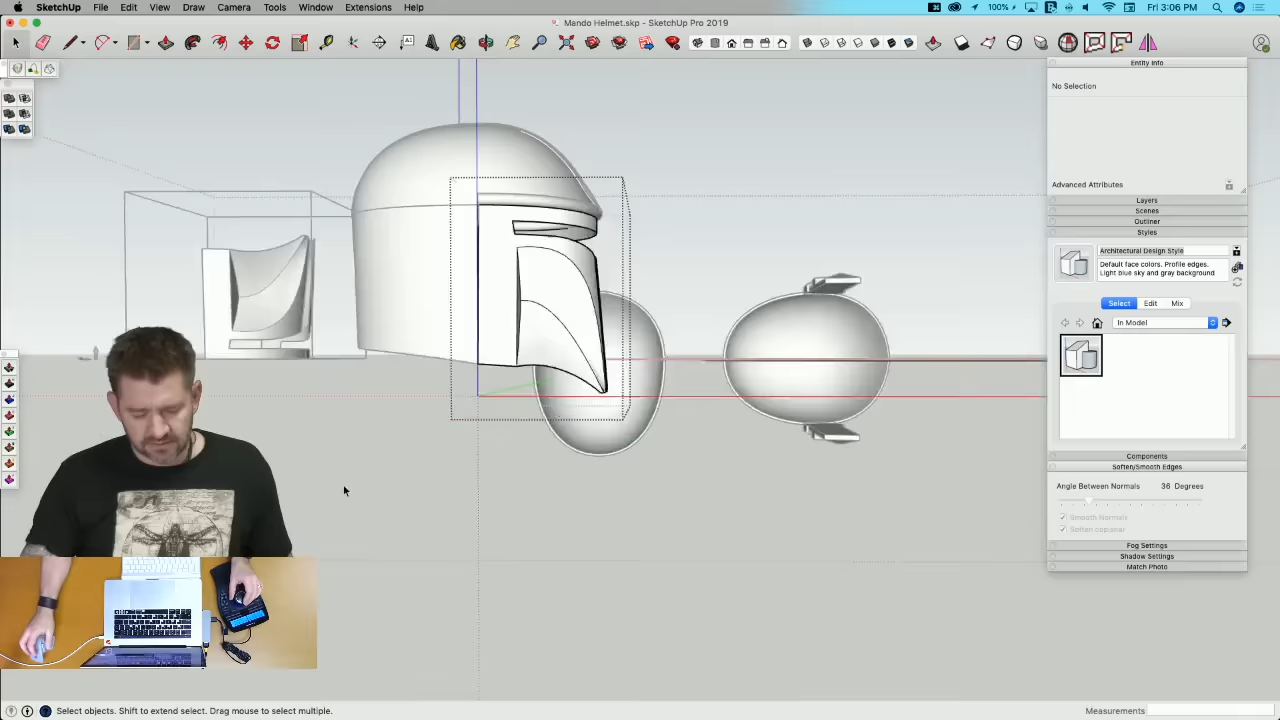 SketchUp File Edit View Draw Camera Tools Window Extensions Help
100% Fri 3:06 PM
Mando Helmet.skp - SketchUp Pro 2019
Entity Info
No Selection
Advanced Attributes
Layers
Scenes
Outliner
Styles
Architectural Design Style
Default face colors. Profile edges.
Light blue sky and gray background
Select Edit Mix
In Model
Components
Soften/Smooth Edges
Angle Between Normals 36 Degrees
Smooth Normals
Soften coplanar
Fog Settings
Shadow Settings
Match Photo
Select objects. Shift to extend select. Drag mouse to select multiple.
Measurements